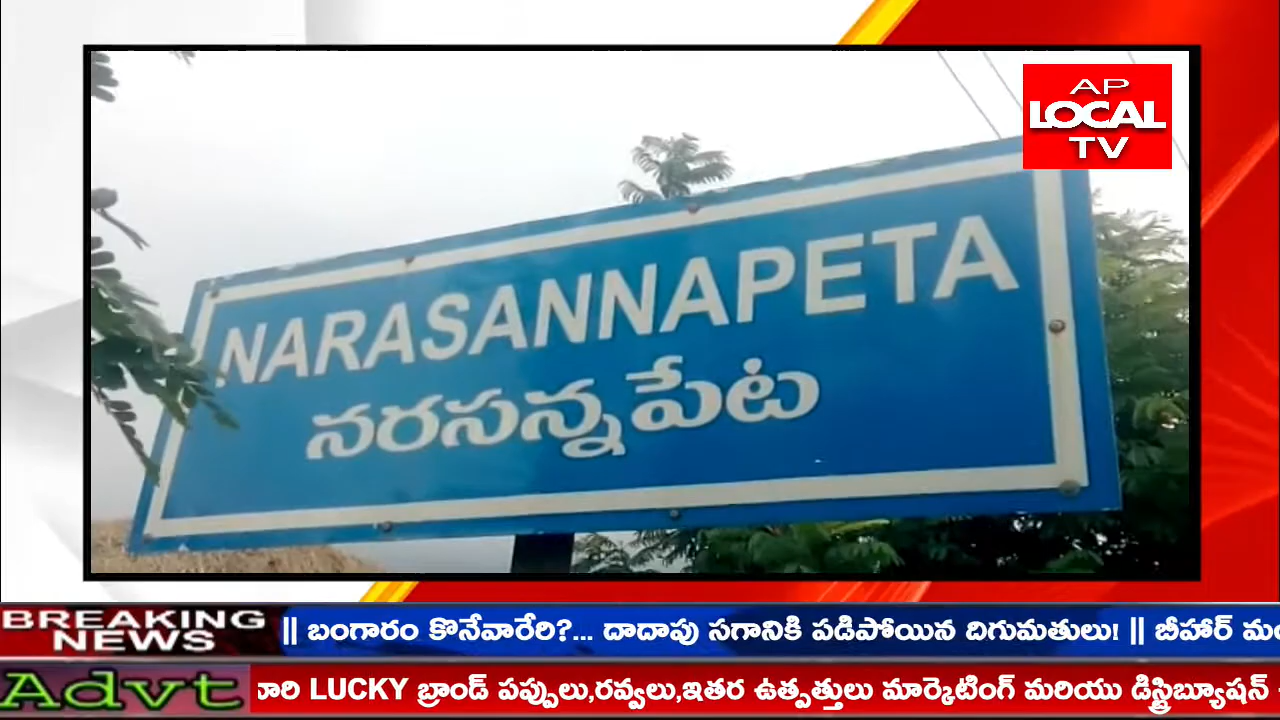 AP
LOCAL
TV
NARASANNAPETA
నరసన్నపేట
BREAKING
NEWS
|| బంగారం కొనేవారేరి?... దాదాపు సగానికి పడిపోయిన దిగుమతులు! || బీహార్
Advt
LUCKY బ్రాండ్ పప్పులు,రవ్వలు,ఇతర ఉత్పత్తులు మార్కెటింగ్ మరియు డిస్ట్రిబ్యూషన్